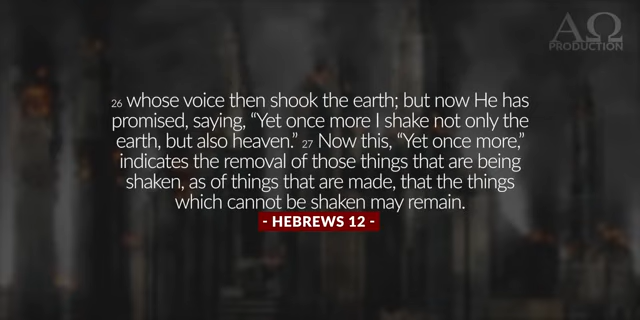 ΑΩ
PRODUCTION
26 whose voice then shook the earth; but now He has
promised, saying, “Yet once more I shake not only the
earth, but also heaven.” 27 Now this, “Yet once more,”
indicates the removal of those things that are being
shaken, as of things that are made, that the things
which cannot be shaken may remain.
- HEBREWS 12 -